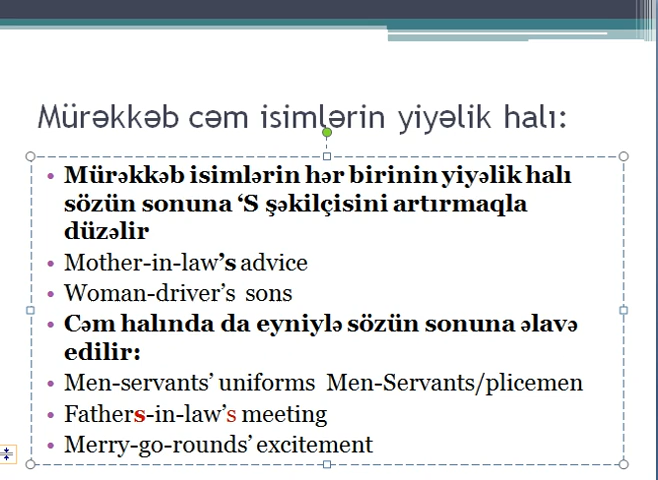 Mürəkkəb cəm isimlərin yiyəlik halı:
• Mürəkkəb isimlərin hər birinin yiyəlik halı
sözün sonuna ‘S şəkilçisini artırmaqla
düzəlir
• Mother-in-law’s advice
• Woman-driver’s sons
• Cəm halında da eyniylə sözün sonuna əlavə
edilir:
• Men-servants’ uniforms Men-Servants/plicemen
• Fathers-in-law’s meeting
• Merry-go-rounds’ excitement